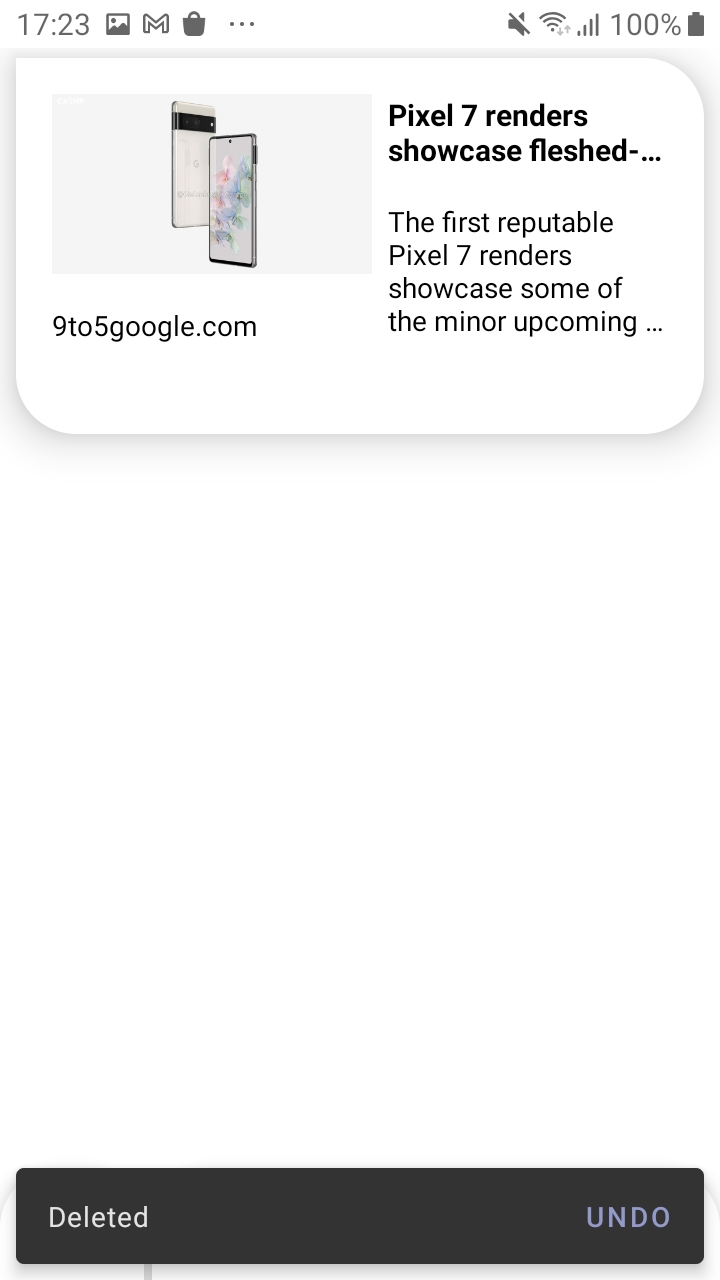 17:23
100%
Pixel 7 renders
showcase fleshed-...
The first reputable
Pixel 7 renders
showcase some of
the minor upcoming ...
9to5google.com
Deleted
UNDO